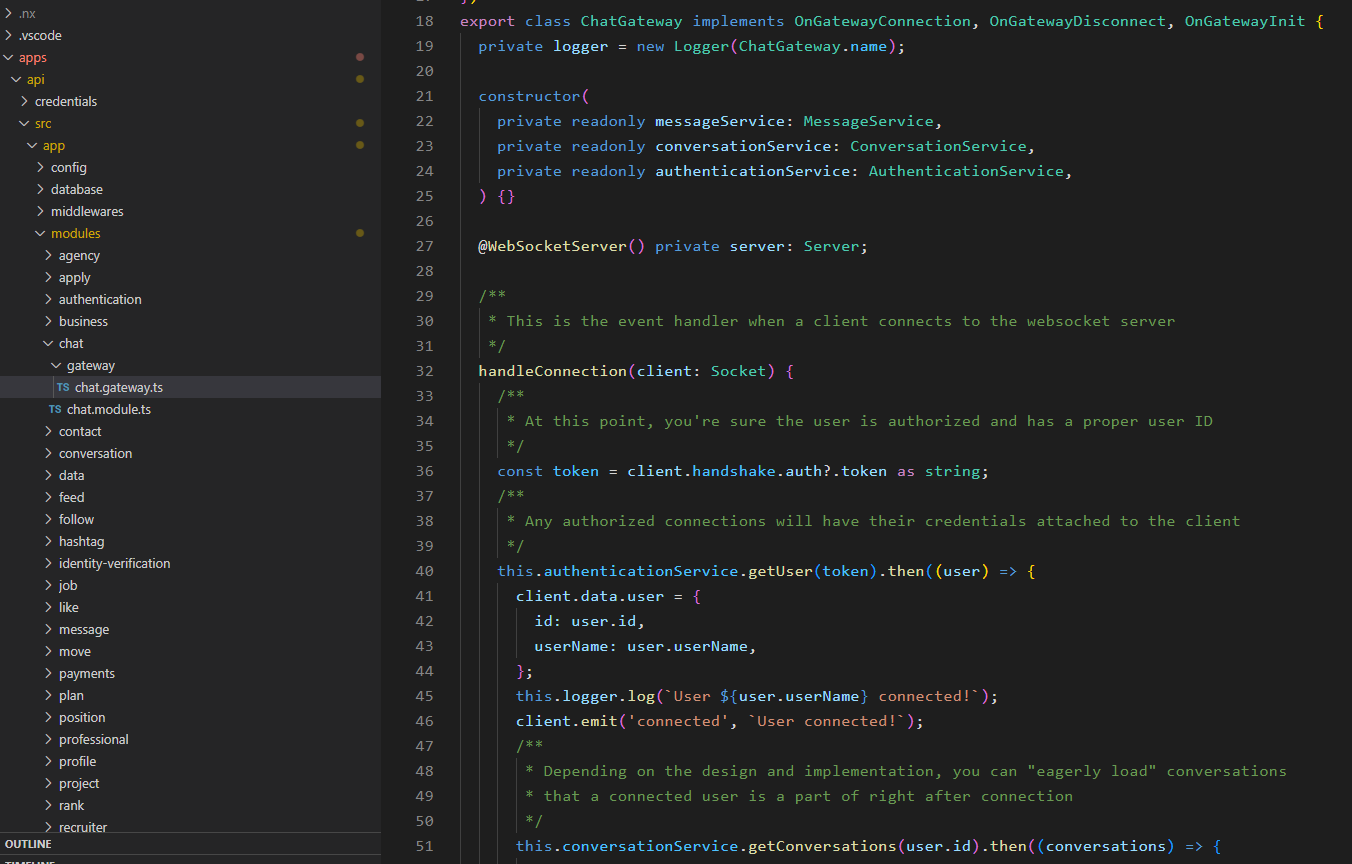 .nx
.vscode
apps
api
credentials
src
app
config
database
middlewares
modules
agency
apply
authentication
business
chat
gateway
TS chat.gateway.ts
TS chat.module.ts
contact
conversation
data
feed
follow
hashtag
identity-verification
job
like
message
move
payments
plan
position
professional
profile
project
rank
recruiter
OUTLINE
TIMELINE
18 export class ChatGateway implements OnGatewayConnection, OnGatewayDisconnect, OnGatewayInit {
19 private logger = new Logger(ChatGateway.name);
20
21 constructor(
22 private readonly messageService: MessageService,
23 private readonly conversationService: ConversationService,
24 private readonly authenticationService: AuthenticationService,
25 ) {}
26
27 @WebSocketServer() private server: Server;
28
29 /**
30 * This is the event handler when a client connects to the websocket server
31 */
32 handleConnection(client: Socket) {
33 /**
34 * At this point, you're sure the user is authorized and has a proper user ID
35 */
36 const token = client.handshake.auth?.token as string;
37 /**
38 * Any authorized connections will have their credentials attached to the client
39 */
40 this.authenticationService.getUser(token).then((user) => {
41 client.data.user = {
42 id: user.id,
43 userName: user.userName,
44 };
45 this.logger.log(`User ${user.userName} connected!`);
46 client.emit('connected', `User connected!`);
47 /**
48 * Depending on the design and implementation, you can "eagerly load" conversations
49 * that a connected user is a part of right after connection
50 */
51 this.conversationService.getConversations(user.id).then((conversations) => {